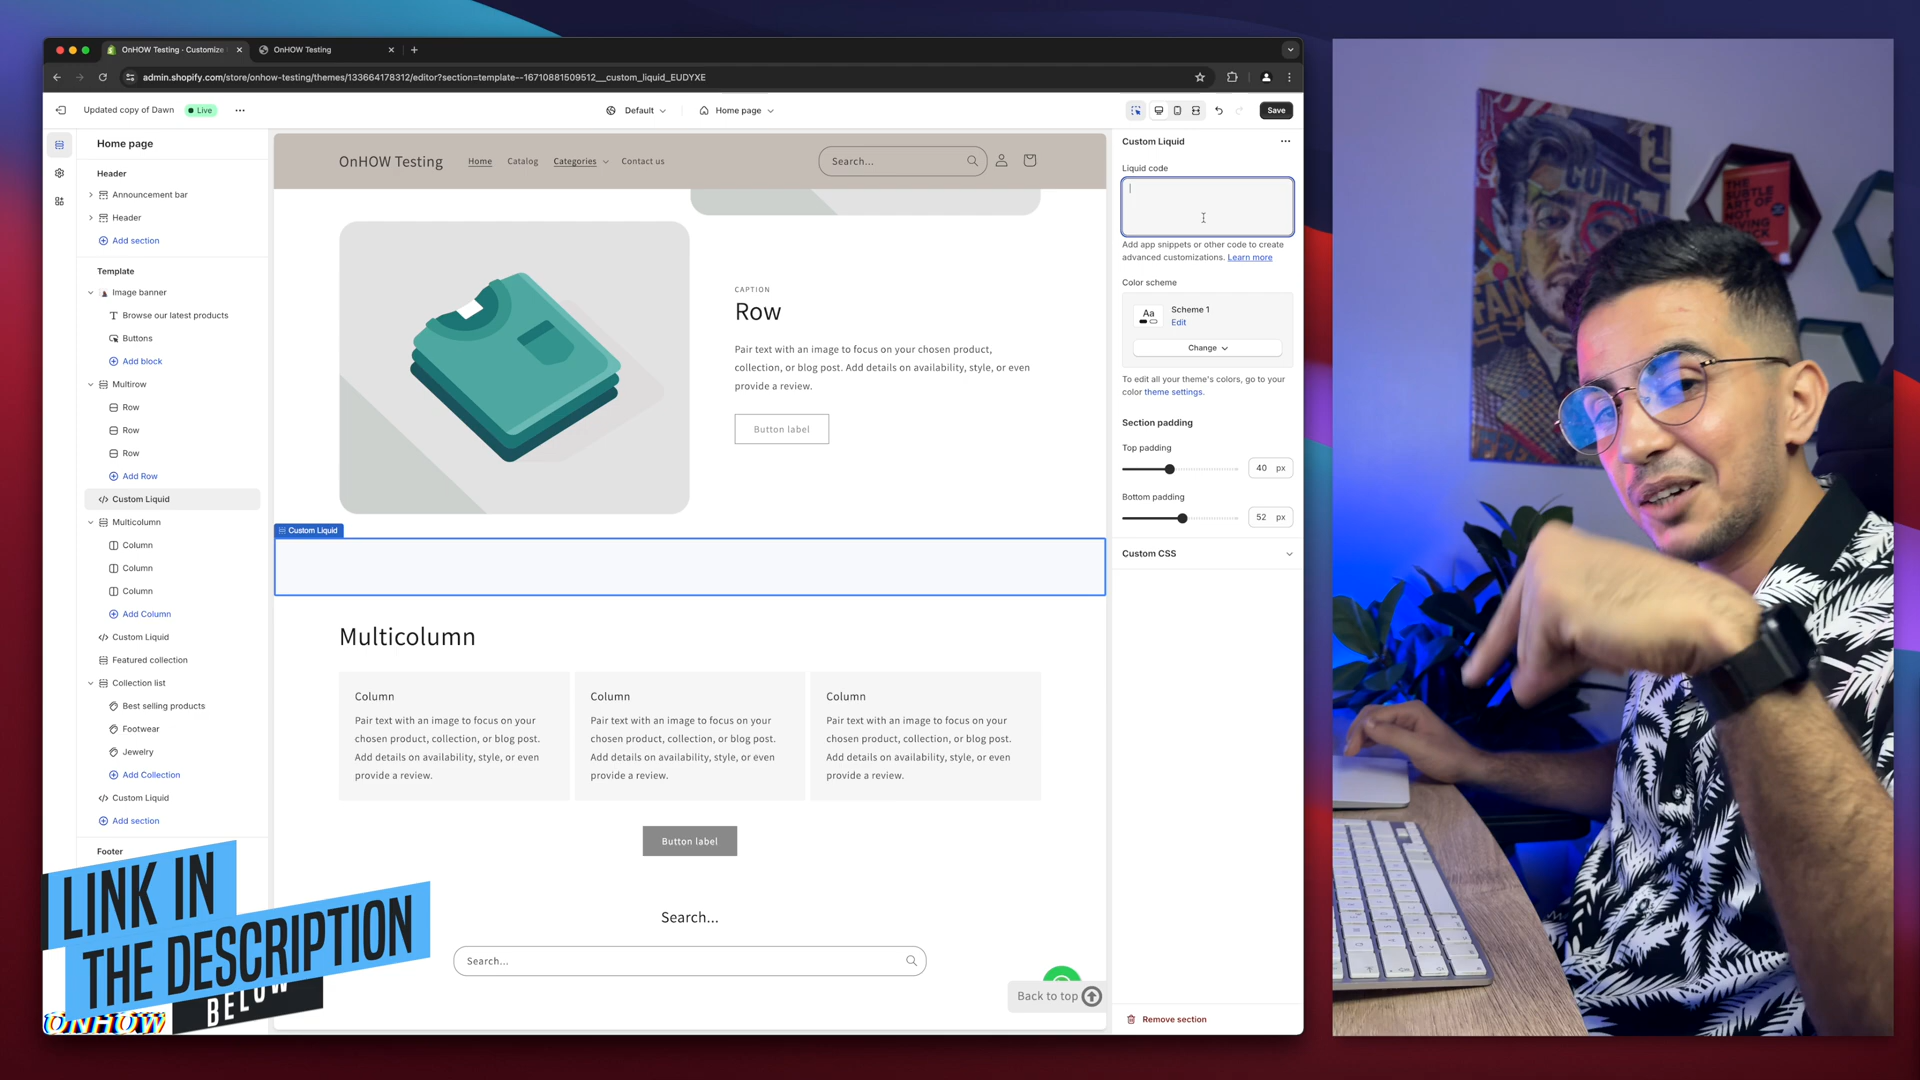 OnHOW Testing · Customize
OnHOW Testing
admin.shopify.com/store/onhow-testing/themes/133664178312/editor?section=template--16710881509512__custom_liquid_EUDYXE
Updated copy of Dawn
Live
Default
Home page
Save
Home page
Header
Announcement bar
Header
Add section
Template
Image banner
Browse our latest products
Buttons
Add block
Multirow
Row
Row
Row
Add Row
Custom Liquid
Multicolumn
Column
Column
Column
Add Column
Custom Liquid
Featured collection
Collection list
Best selling products
Footwear
Jewelry
Add Collection
Custom Liquid
Add section
Footer
OnHOW Testing
Home
Catalog
Categories
Contact us
Search...
CAPTION
Row
Pair text with an image to focus on your chosen product,
collection, or blog post. Add details on availability, style, or even
provide a review.
Button label
Custom Liquid
Multicolumn
Column
Pair text with an image to focus on your
chosen product, collection, or blog post.
Add details on availability, style, or even
provide a review.
Column
Pair text with an image to focus on your
chosen product, collection, or blog post.
Add details on availability, style, or even
provide a review.
Column
Pair text with an image to focus on your
chosen product, collection, or blog post.
Add details on availability, style, or even
provide a review.
Button label
Search...
Search...
Back to top
Custom Liquid
Liquid code
Add app snippets or other code to create
advanced customizations. Learn more
Color scheme
Aa
Scheme 1
Edit
Change
To edit all your theme's colors, go to your
color theme settings.
Section padding
Top padding
40 px
Bottom padding
52 px
Custom CSS
Remove section
LINK IN
THE DESCRIPTION
BELOW
ONHOW
THE
SUBTLE
ART OF
NOT
GIVING